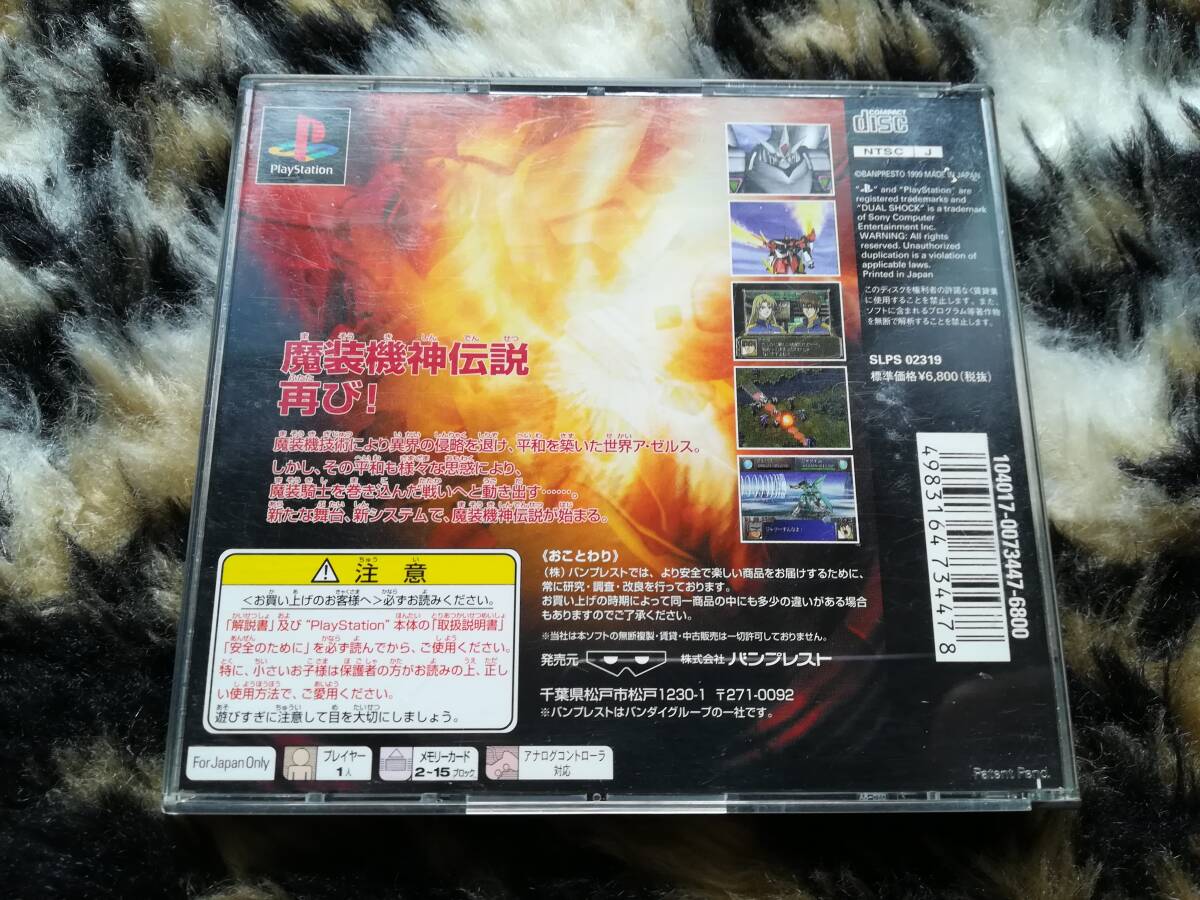 PlayStation
COMPACT
disc
NTSC J
©BANPRESTO 1999 MADE IN JAPAN
" " and "PlayStation" are
registered trademarks and
"DUAL SHOCK" is a trademark
of Sony Computer
Entertainment Inc.
WARNING: All rights
reserved. Unauthorized
duplication is a violation of
applicable laws.
Printed in Japan
このディスクを権利者の許諾なく賃貸業
に使用することを禁止します。また、
ソフトに含まれるプログラム等著作物
を無断で解析することを禁止します。
SLPS 02319
標準価格¥6,800(税抜)
104017-0073447-6800
4983164734478
魔装機神伝説
再び!
魔装機技術により異界の侵略を退け、平和を築いた世界ア・ゼルス。
しかし、その平和も様々な思惑により、
魔装騎士を巻き込んだ戦いへと動き出す……。
新たな舞台、新システムで、魔装機神伝説が始まる。
注意
<お買い上げのお客様へ>必ずお読みください。
「解説書」及び"PlayStation"本体の「取扱説明書」
「安全のために」を必ず読んでから、ご使用ください。
特に、小さいお子様は保護者の方がお読みの上、正し
い使用方法で、ご愛用ください。
遊びすぎに注意して目を大切にしましょう。
《おことわり》
(株)バンプレストでは、より安全で楽しい商品をお届けするために、
常に研究・調査・改良を行っております。
お買い上げの時期によって同一商品の中にも多少の違いがある場合
もありますのでご了承ください。
※当社は本ソフトの無断複製・賃貸・中古販売は一切許可しておりません。
発売元 株式会社 バンプレスト
千葉県松戸市松戸1230-1 〒271-0092
※バンプレストはバンダイグループの一社です。
For Japan Only
プレイヤー
1人
メモリーカード
2~15ブロック
アナログコントローラ
対応
Patent Pend.